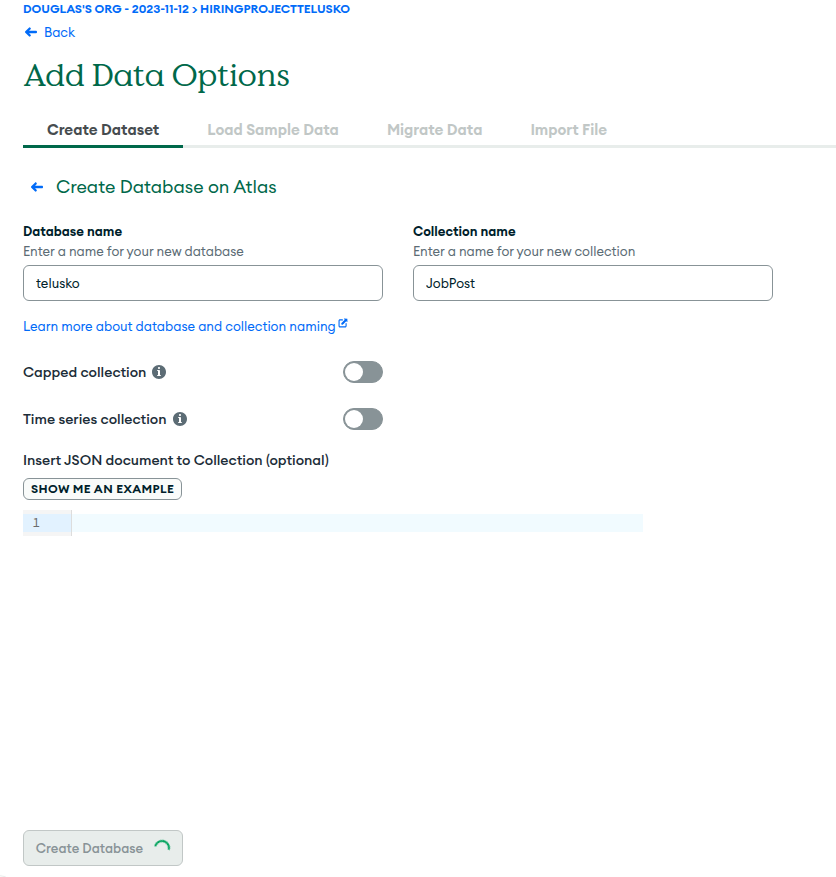 DOUGLAS'S ORG - 2023-11-12 > HIRINGPROJECTTELUSKO
Back
Add Data Options
Create Dataset Load Sample Data Migrate Data Import File
Create Database on Atlas
Database name Collection name
Enter a name for your new database Enter a name for your new collection
telusko JobPost
Learn more about database and collection naming
Capped collection
Time series collection
Insert JSON document to Collection (optional)
SHOW ME AN EXAMPLE
1
Create Database